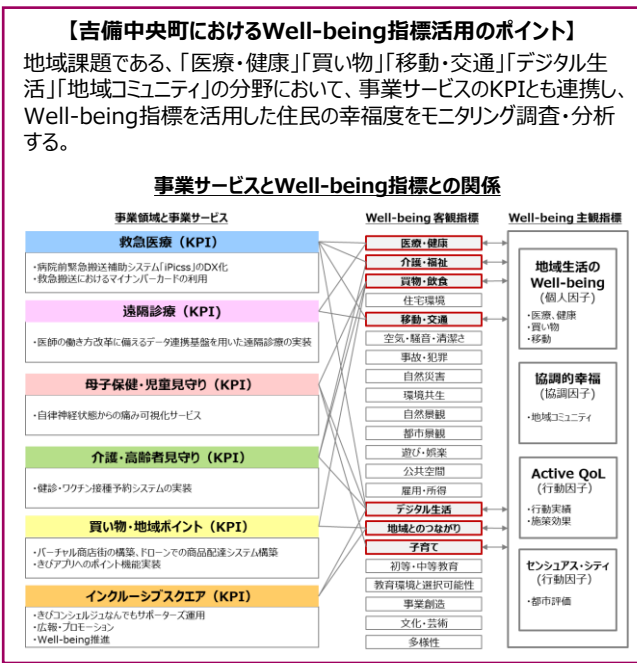 【吉備中央町におけるWell-being指標活用のポイント】
地域課題である、「医療・健康」「買い物」「移動・交通」「デジタル生
活」「地域コミュニティ」の分野において、事業サービスのKPIとも連携し、
Well-being指標を活用した住民の幸福度をモニタリング調査・分析
する。
事業サービスとWell-being指標との関係
事業領域と事業サービス
救急医療（KPI）
・病院前緊急搬送補助システム「iPicss」のDX化
・救急搬送におけるマイナンバーカードの利用
遠隔診療（KPI）
・医師の働き方改革に備えるデータ連携基盤を用いた遠隔診療の実装
母子保健・児童見守り（KPI）
・自律神経状態からの痛み可視化サービス
介護・高齢者見守り（KPI）
・健診・ワクチン接種予約システムの実装
買い物・地域ポイント（KPI）
・バーチャル商店街の構築、ドローンでの商品配達システム構築
・きびアプリへのポイント機能実装
インクルーシブスクエア（KPI）
・きびコンシェルジュなんでもサポーターズ運用
・広報・プロモーション
・Well-being推進
Well-being 客観指標
医療・健康
介護・福祉
買物・飲食
住宅環境
移動・交通
空気・騒音・清潔さ
事故・犯罪
自然災害
環境共生
自然景観
都市景観
遊び・娯楽
公共空間
雇用・所得
デジタル生活
地域とのつながり
子育て
初等・中等教育
教育環境と選択可能性
事業創造
文化・芸術
多様性
Well-being 主観指標
地域生活の
Well-being
(個人因子)
・医療、健康
・買い物
・移動
協調的幸福
(協調因子)
・地域コミュニティ
Active QoL
(行動因子)
・行動実績
・施策効果
センシュアス・シティ
(行動因子)
・都市評価